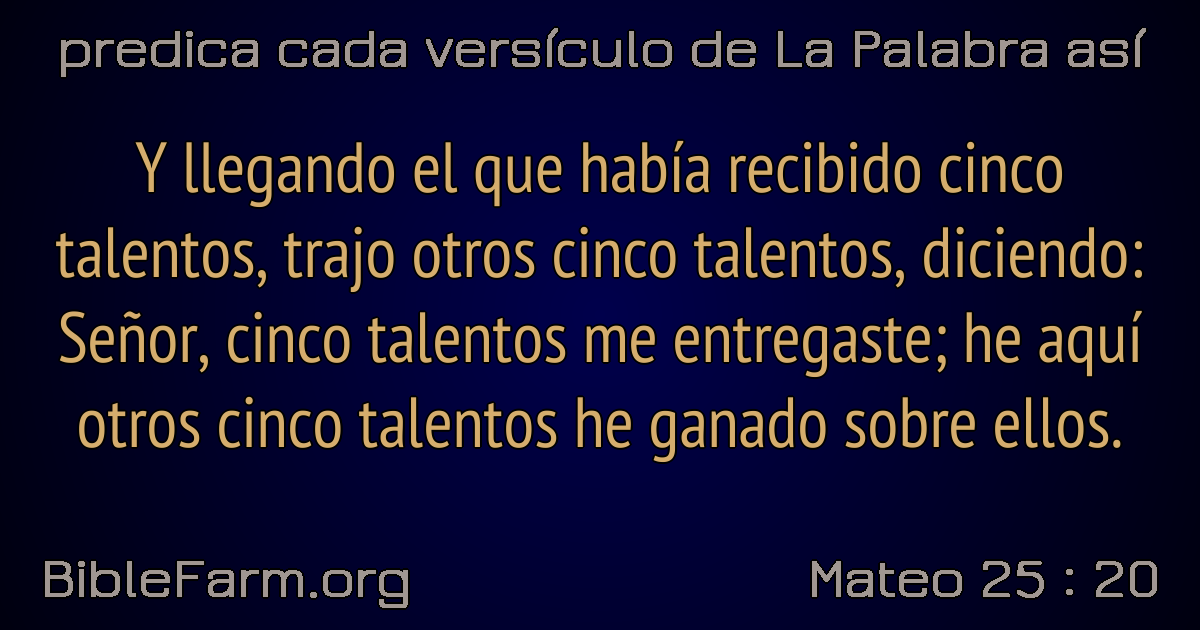 predica cada versículo de La Palabra así
Y llegando el que había recibido cinco
talentos, trajo otros cinco talentos, diciendo:
Señor, cinco talentos me entregaste; he aquí
otros cinco talentos he ganado sobre ellos.
BibleFarm.org
Mateo 25 : 20